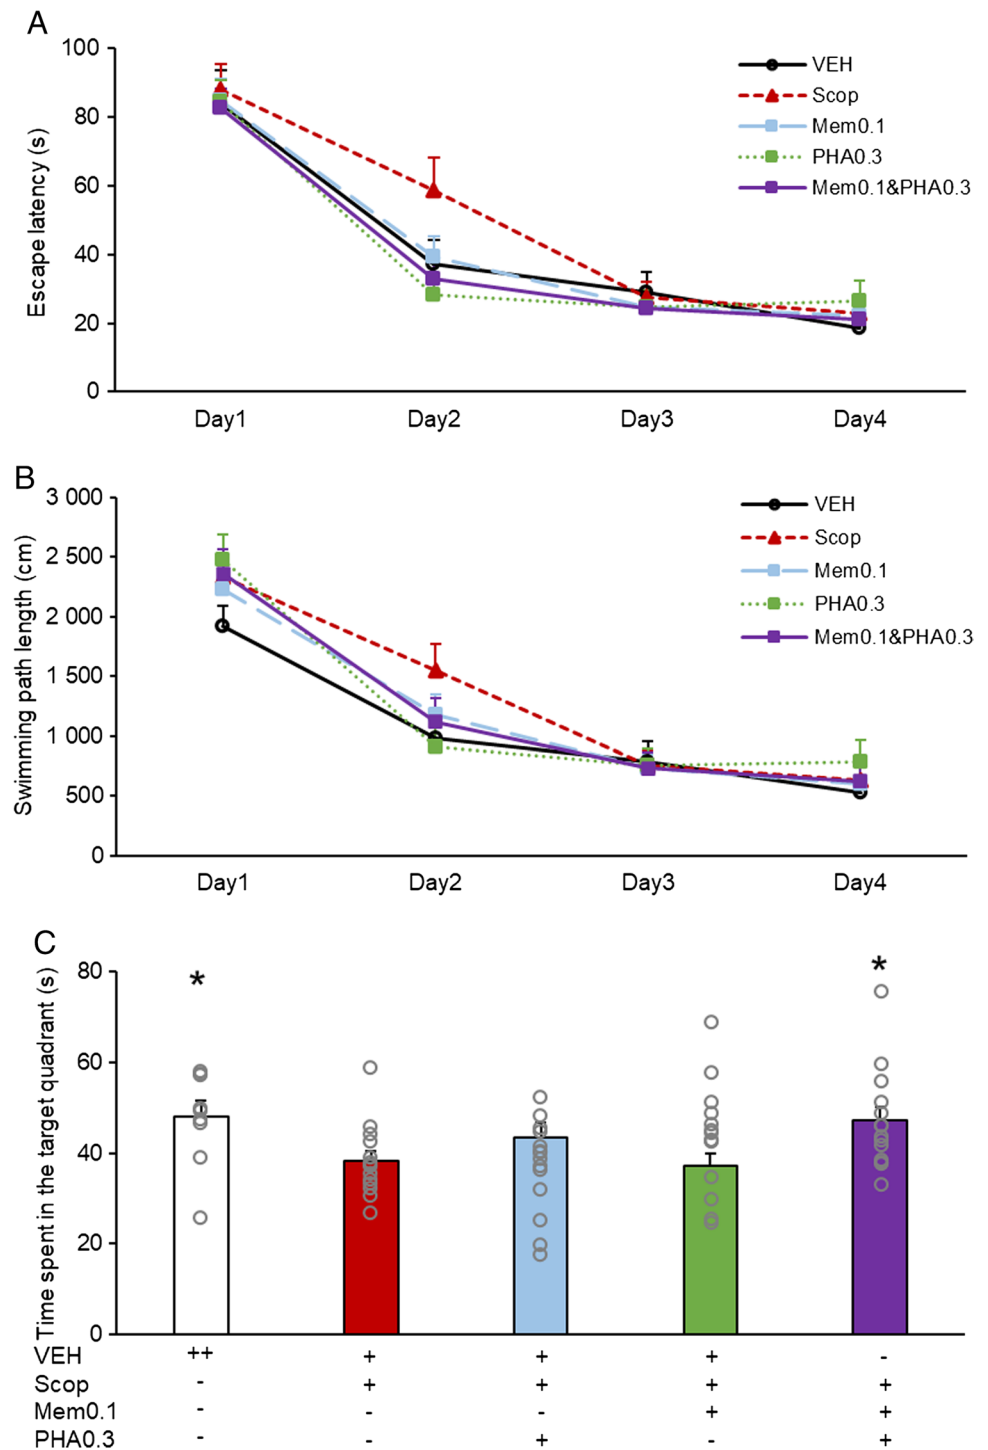 A
100
80
60
40
20
0
Escape latency (s)
VEH
Scop
Mem0.1
PHA0.3
Mem0.1&PHA0.3
Day1 Day2 Day3 Day4
B
3 000
2 500
2 000
1 500
1 000
500
0
Swimming path length (cm)
VEH
Scop
Mem0.1
PHA0.3
Mem0.1&PHA0.3
Day1 Day2 Day3 Day4
C
80
60
40
20
0
Time spent in the target quadrant (s)
* *
VEH ++ + + + -
Scop - + + + +
Mem0.1 - - - + +
PHA0.3 - - + - +